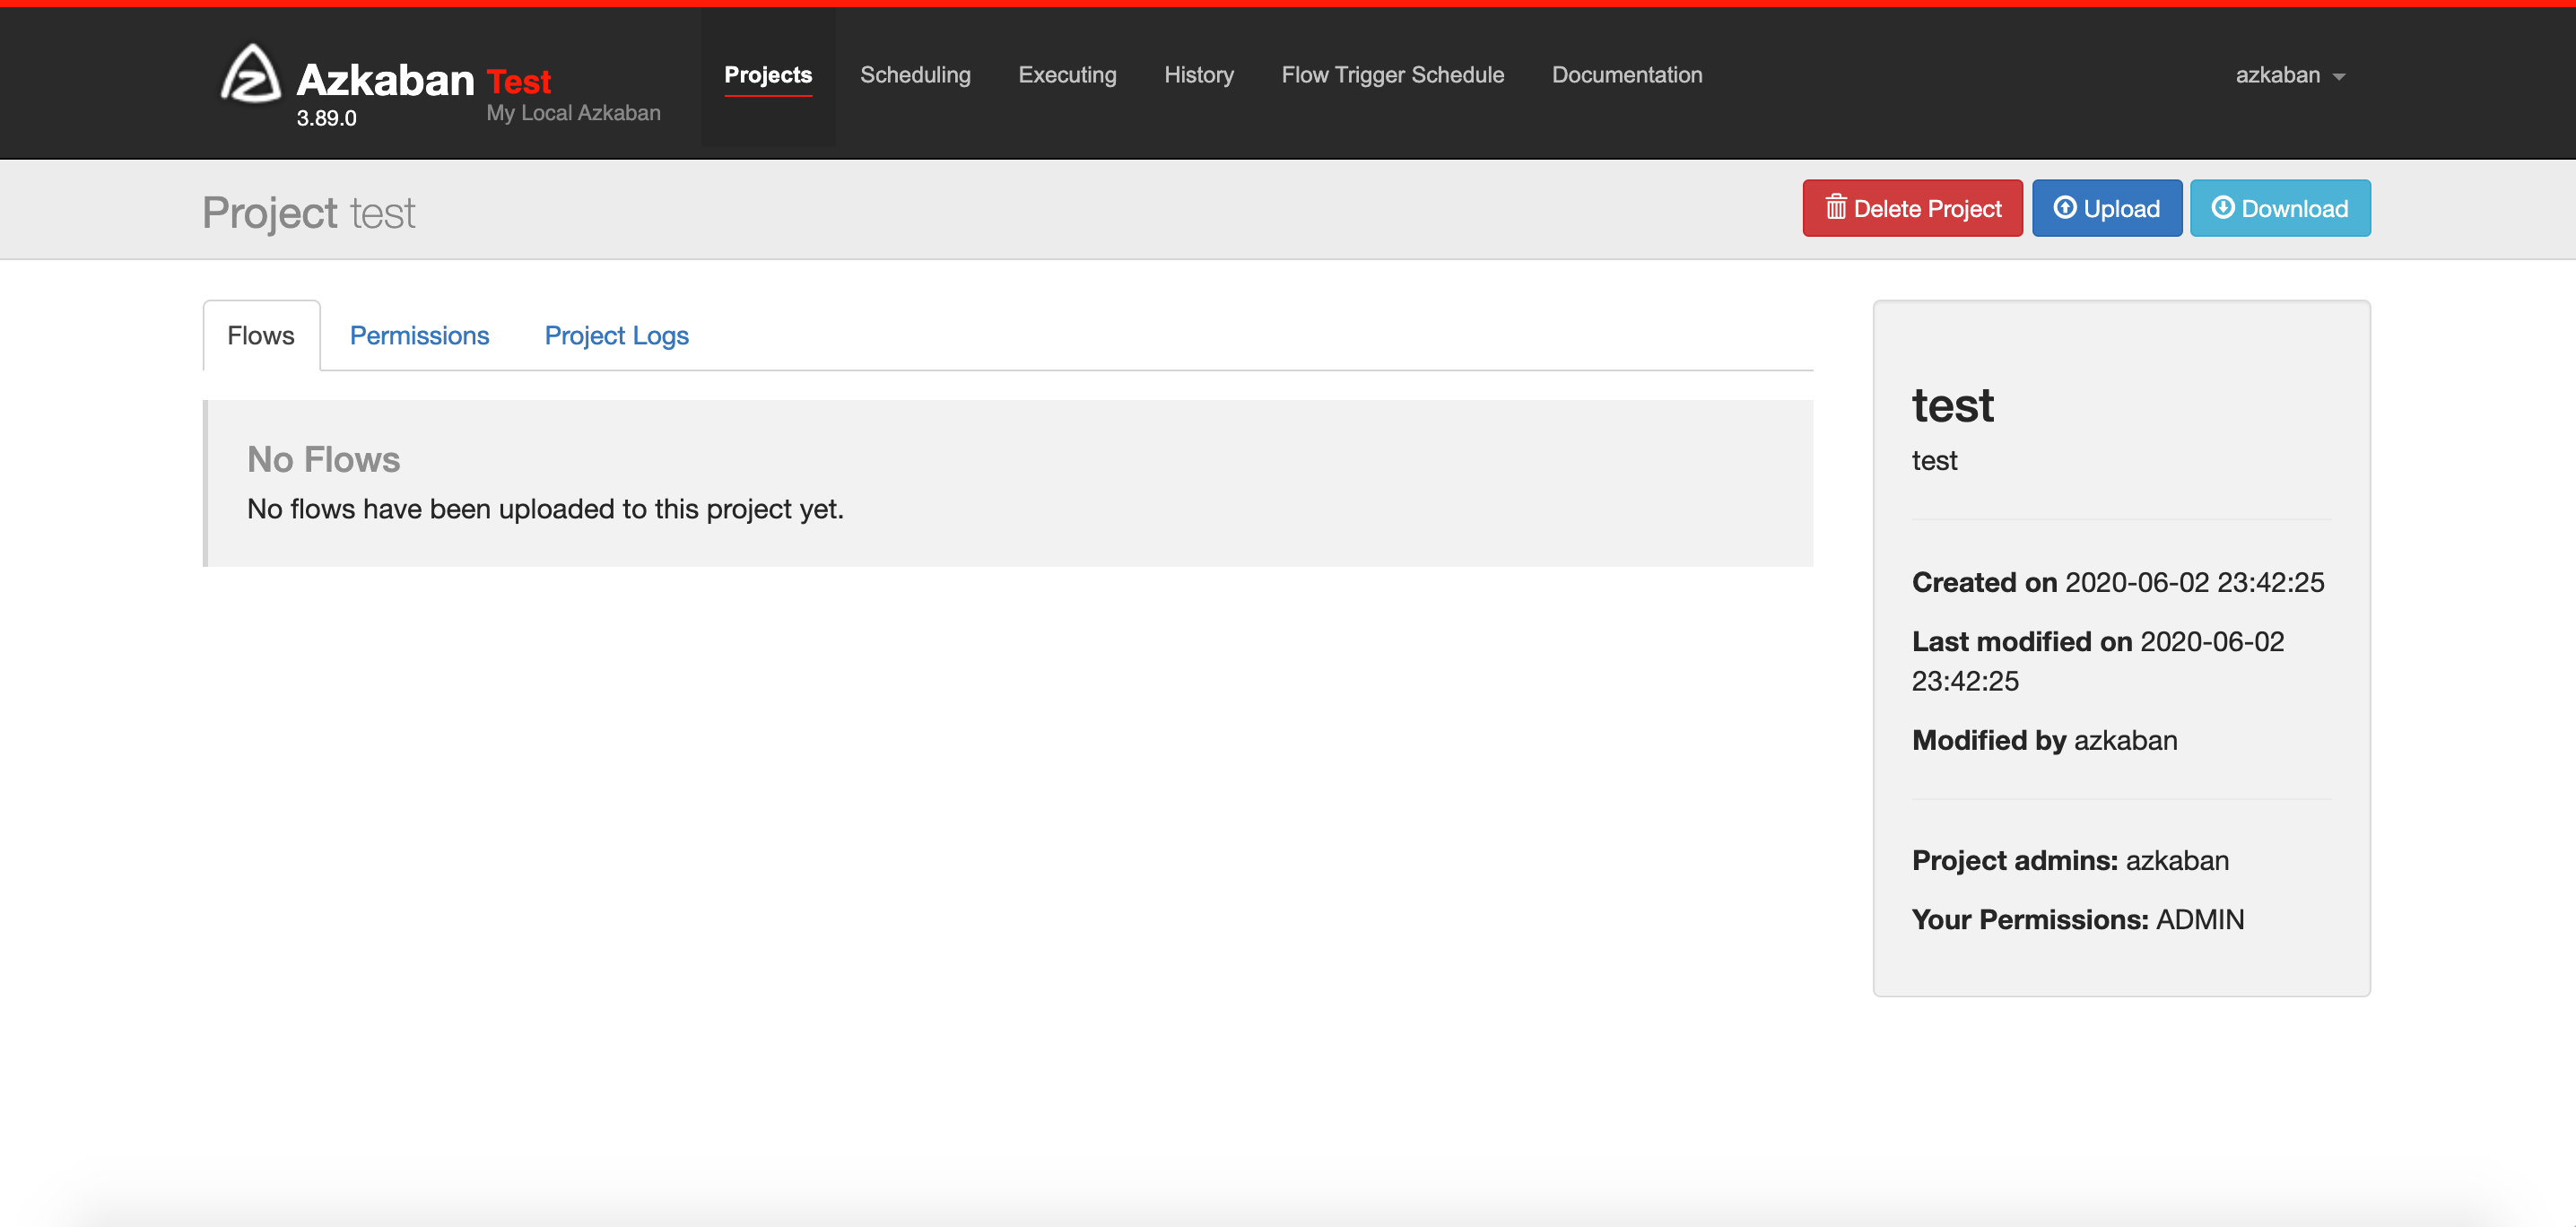 Azkaban Test
3.89.0 My Local Azkaban
Projects Scheduling Executing History Flow Trigger Schedule Documentation azkaban
Project test
Delete Project Upload Download
Flows Permissions Project Logs
No Flows
No flows have been uploaded to this project yet.
test
test
Created on 2020-06-02 23:42:25
Last modified on 2020-06-02
23:42:25
Modified by azkaban
Project admins: azkaban
Your Permissions: ADMIN